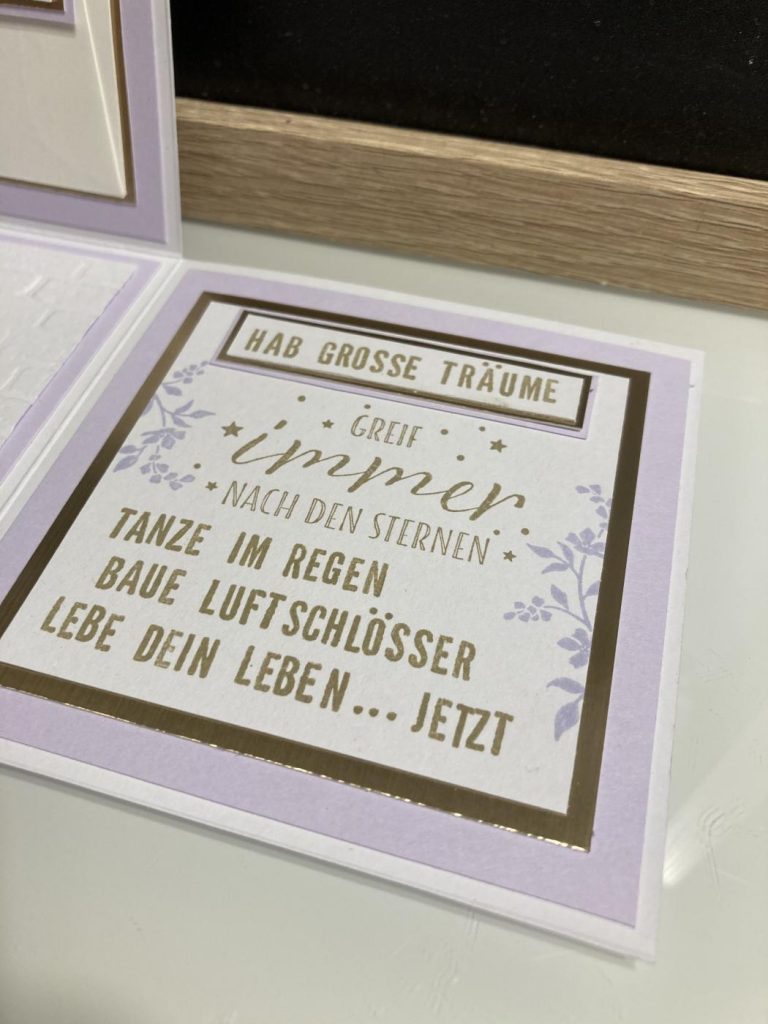 HAB GROSSE TRÄUME
GREIF
immer
NACH DEN STERNEN
TANZE IM REGEN
BAUE LUFTSCHLÖSSER
LEBE DEIN LEBEN... JETZT